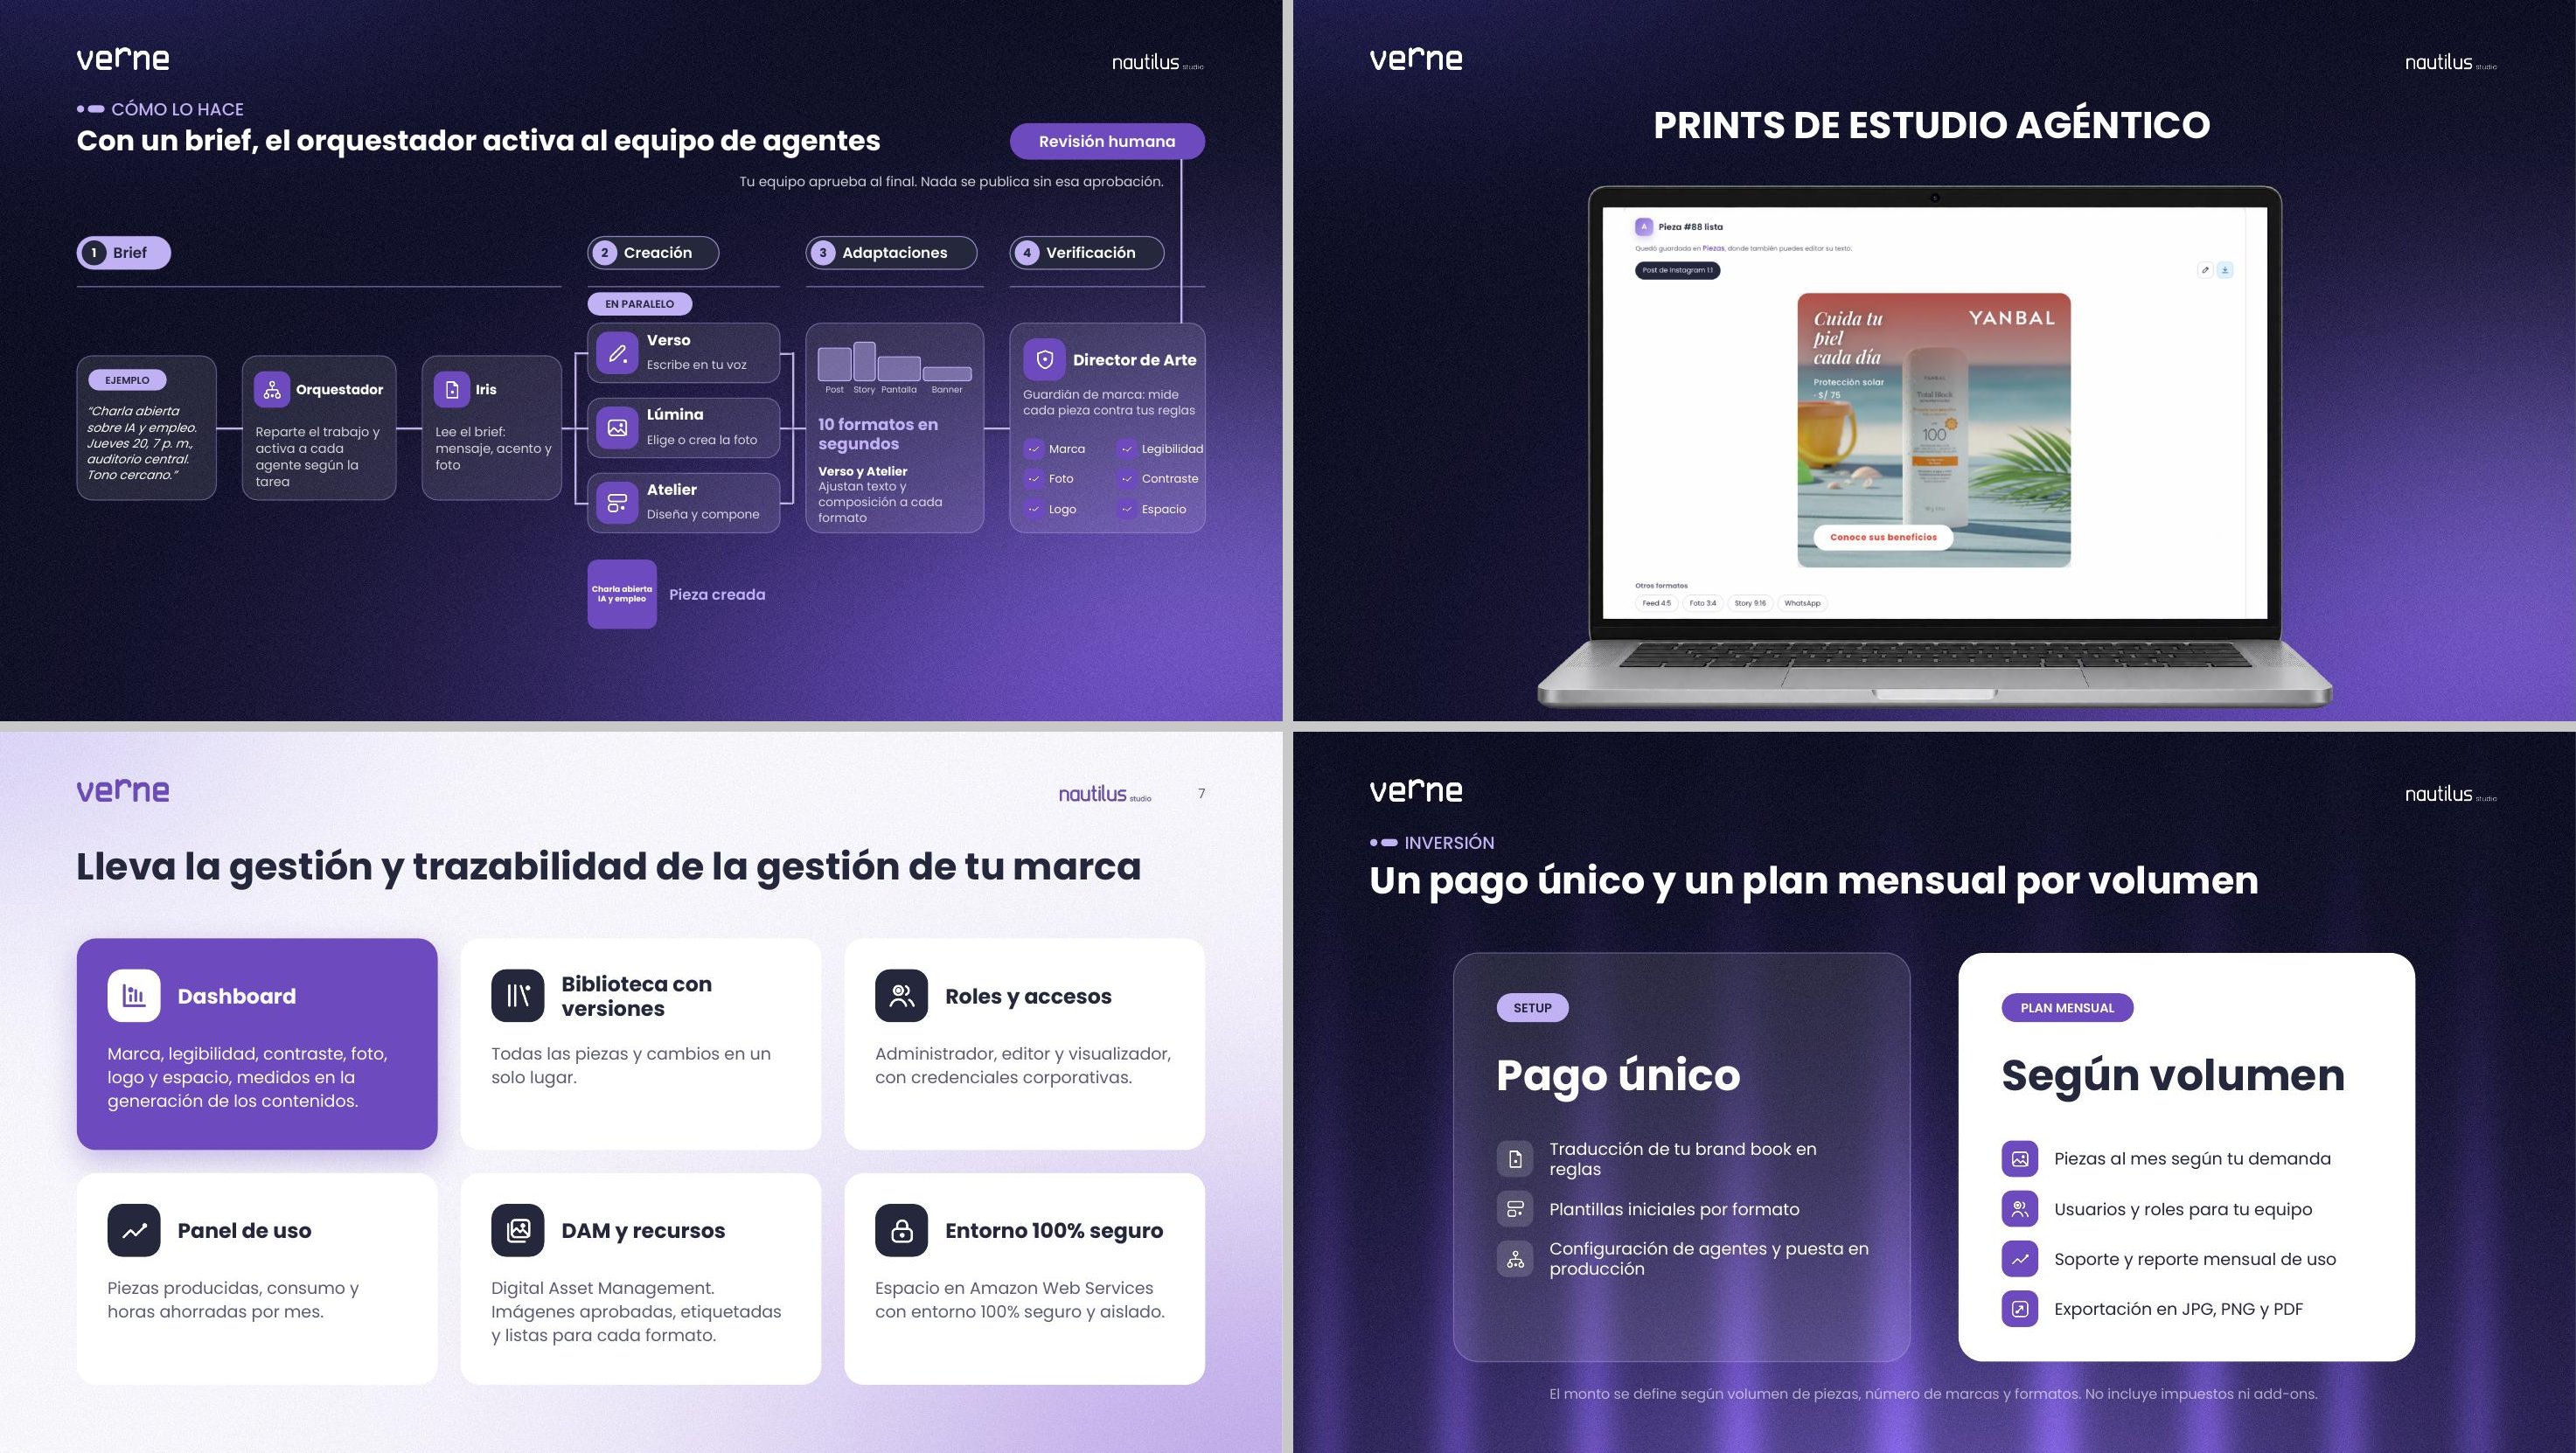 verne
nautilus studio
CÓMO LO HACE
Con un brief, el orquestador activa al equipo de agentes
Revisión humana
Tu equipo aprueba al final. Nada se publica sin esa aprobación.
1 Brief
2 Creación
3 Adaptaciones
4 Verificación
EN PARALELO
EJEMPLO
“Charla abierta
sobre IA y empleo.
Jueves 20, 7 p. m.,
auditorio central.
Tono cercano.”
Orquestador
Reparte el trabajo y
activa a cada
agente según la
tarea
Iris
Lee el brief:
mensaje, acento y
foto
Verso
Escribe en tu voz
Lúmina
Elige o crea la foto
Atelier
Diseña y compone
Post Story Pantalla Banner
10 formatos en
segundos
Verso y Atelier
Ajustan texto y
composición a cada
formato
Director de Arte
Guardián de marca: mide
cada pieza contra tus reglas
Marca Legibilidad
Foto Contraste
Logo Espacio
Charla abierta
IA y empleo
Pieza creada
verne
nautilus studio
PRINTS DE ESTUDIO AGÉNTICO
A Pieza #88 lista
Quedó guardada en Piezas, donde también puedes editar su texto.
Post de Instagram 1:1
Cuida tu
piel
cada día
YANBAL
Protección solar
· S/ 75
YANBAL
Total Block
100
Conoce sus beneficios
Otros formatos
Feed 4:5 Foto 3:4 Story 9:16 WhatsApp
verne
nautilus studio 7
Lleva la gestión y trazabilidad de la gestión de tu marca
Dashboard
Marca, legibilidad, contraste, foto,
logo y espacio, medidos en la
generación de los contenidos.
Biblioteca con
versiones
Todas las piezas y cambios en un
solo lugar.
Roles y accesos
Administrador, editor y visualizador,
con credenciales corporativas.
Panel de uso
Piezas producidas, consumo y
horas ahorradas por mes.
DAM y recursos
Digital Asset Management.
Imágenes aprobadas, etiquetadas
y listas para cada formato.
Entorno 100% seguro
Espacio en Amazon Web Services
con entorno 100% seguro y aislado.
verne
nautilus studio
INVERSIÓN
Un pago único y un plan mensual por volumen
SETUP
Pago único
Traducción de tu brand book en
reglas
Plantillas iniciales por formato
Configuración de agentes y puesta en
producción
PLAN MENSUAL
Según volumen
Piezas al mes según tu demanda
Usuarios y roles para tu equipo
Soporte y reporte mensual de uso
Exportación en JPG, PNG y PDF
El monto se define según volumen de piezas, número de marcas y formatos. No incluye impuestos ni add-ons.